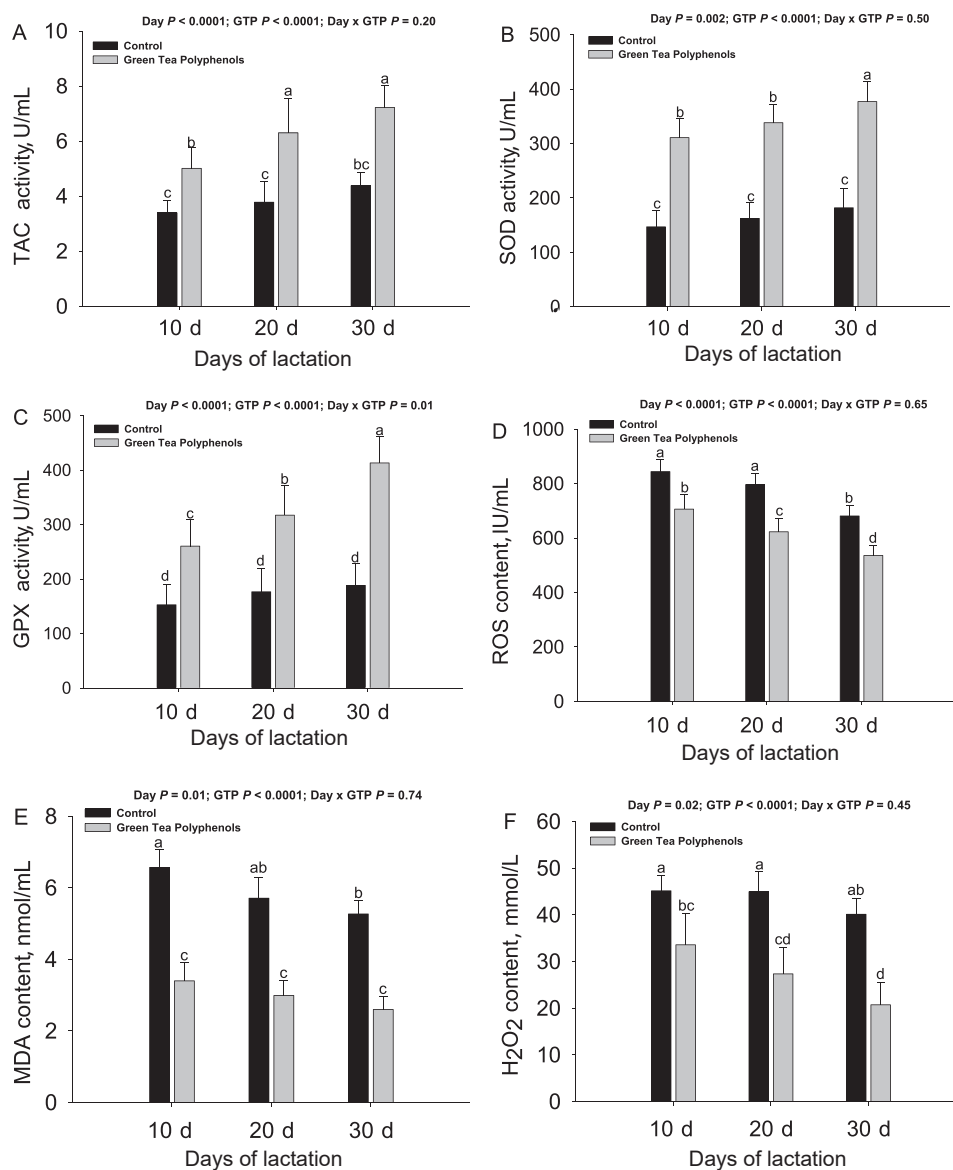 A
Day P < 0.0001; GTP P < 0.0001; Day x GTP P = 0.20
Control
Green Tea Polyphenols
TAC activity, U/mL
10
8
6
4
2
0
c
b
c
a
bc
a
10 d
20 d
30 d
Days of lactation
B
Day P = 0.002; GTP P < 0.0001; Day x GTP P = 0.50
Control
Green Tea Polyphenols
SOD activity, U/mL
500
400
300
200
100
0
c
b
c
b
c
a
10 d
20 d
30 d
Days of lactation
C
Day P < 0.0001; GTP P < 0.0001; Day x GTP P = 0.01
Control
Green Tea Polyphenols
GPX activity, U/mL
500
400
300
200
100
0
d
c
d
b
d
a
10 d
20 d
30 d
Days of lactation
D
Day P < 0.0001; GTP P < 0.0001; Day x GTP P = 0.65
Control
Green Tea Polyphenols
ROS content, IU/mL
1000
800
600
400
200
0
a
b
a
c
b
d
10 d
20 d
30 d
Days of lactation
E
Day P = 0.01; GTP P < 0.0001; Day x GTP P = 0.74
Control
Green Tea Polyphenols
MDA content, nmol/mL
8
6
4
2
0
a
c
ab
c
b
c
10 d
20 d
30 d
Days of lactation
F
Day P = 0.02; GTP P < 0.0001; Day x GTP P = 0.45
Control
Green Tea Polyphenols
H2O2 content, mmol/L
60
50
40
30
20
10
0
a
bc
a
cd
ab
d
10 d
20 d
30 d
Days of lactation